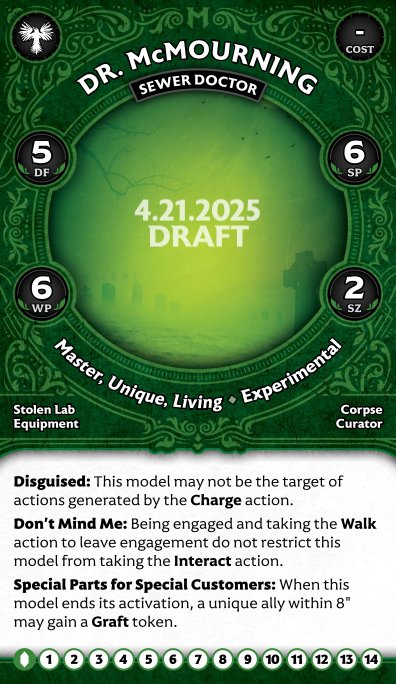 M
-
COST
DR. McMOURNING
SEWER DOCTOR
5
DF
6
SP
4.21.2025
DRAFT
6
WP
2
SZ
Master, Unique, Living ♦ Experimental
Stolen Lab
Equipment
Corpse
Curator
Disguised: This model may not be the target of
actions generated by the Charge action.
Don't Mind Me: Being engaged and taking the Walk
action to leave engagement do not restrict this
model from taking the Interact action.
Special Parts for Special Customers: When this
model ends its activation, a unique ally within 8"
may gain a Graft token.
1 2 3 4 5 6 7 8 9 10 11 12 13 14